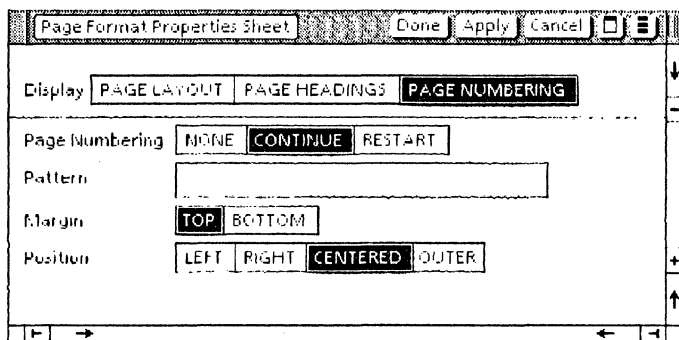 Page Format Properties Sheet Done Apply Cancel
Display PAGE LAYOUT PAGE HEADINGS PAGE NUMBERING
Page Numbering NONE CONTINUE RESTART
Pattern
Margin TOP BOTTOM
Position LEFT RIGHT CENTERED OUTER